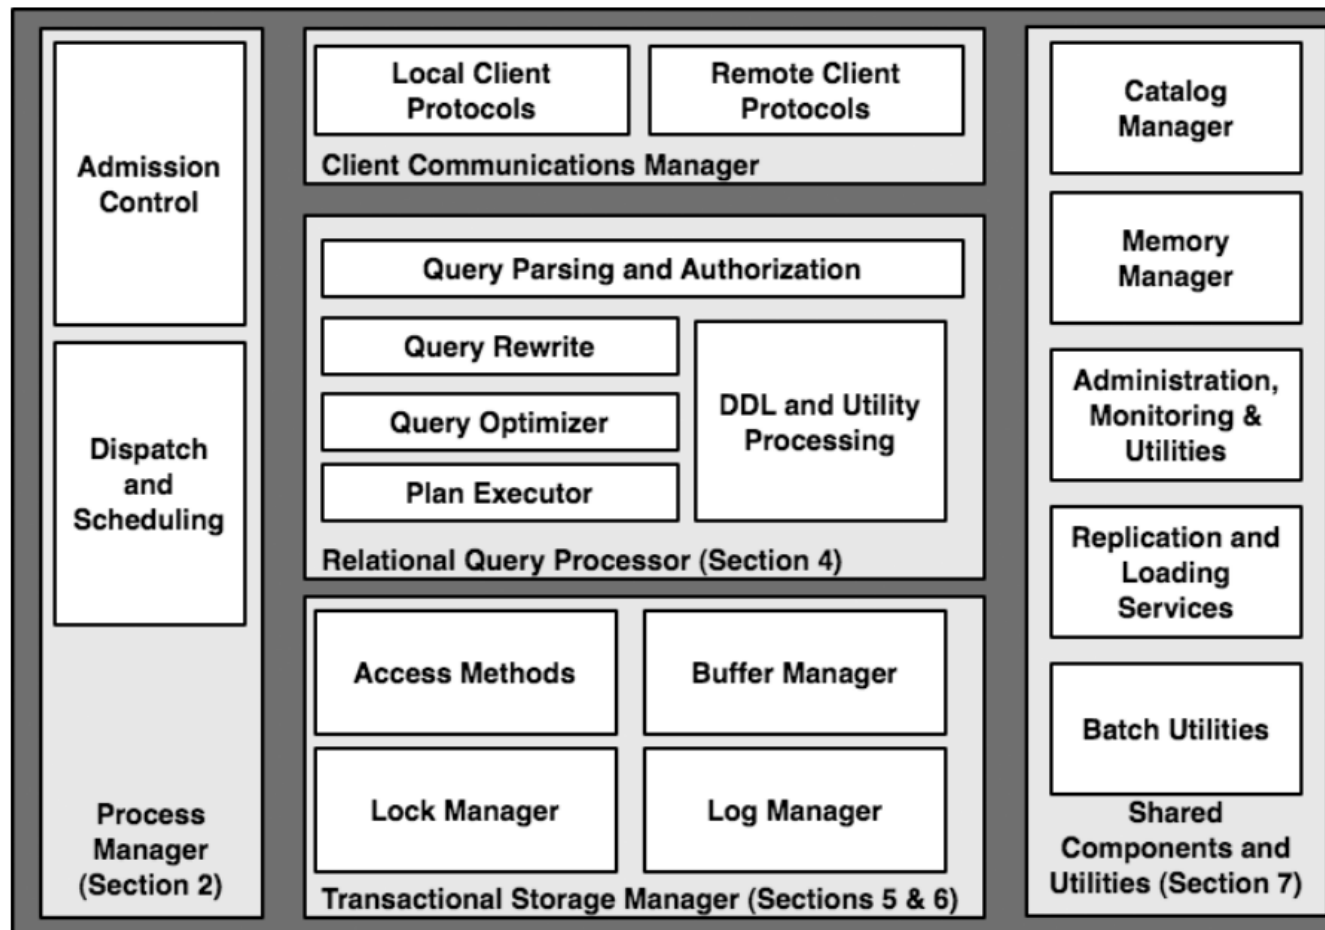 Admission
Control
Dispatch
and
Scheduling
Process
Manager
(Section 2)
Local Client
Protocols
Remote Client
Protocols
Client Communications Manager
Query Parsing and Authorization
Query Rewrite
Query Optimizer
Plan Executor
DDL and Utility
Processing
Relational Query Processor (Section 4)
Access Methods
Buffer Manager
Lock Manager
Log Manager
Transactional Storage Manager (Sections 5 & 6)
Catalog
Manager
Memory
Manager
Administration,
Monitoring &
Utilities
Replication and
Loading
Services
Batch Utilities
Shared
Components and
Utilities (Section 7)